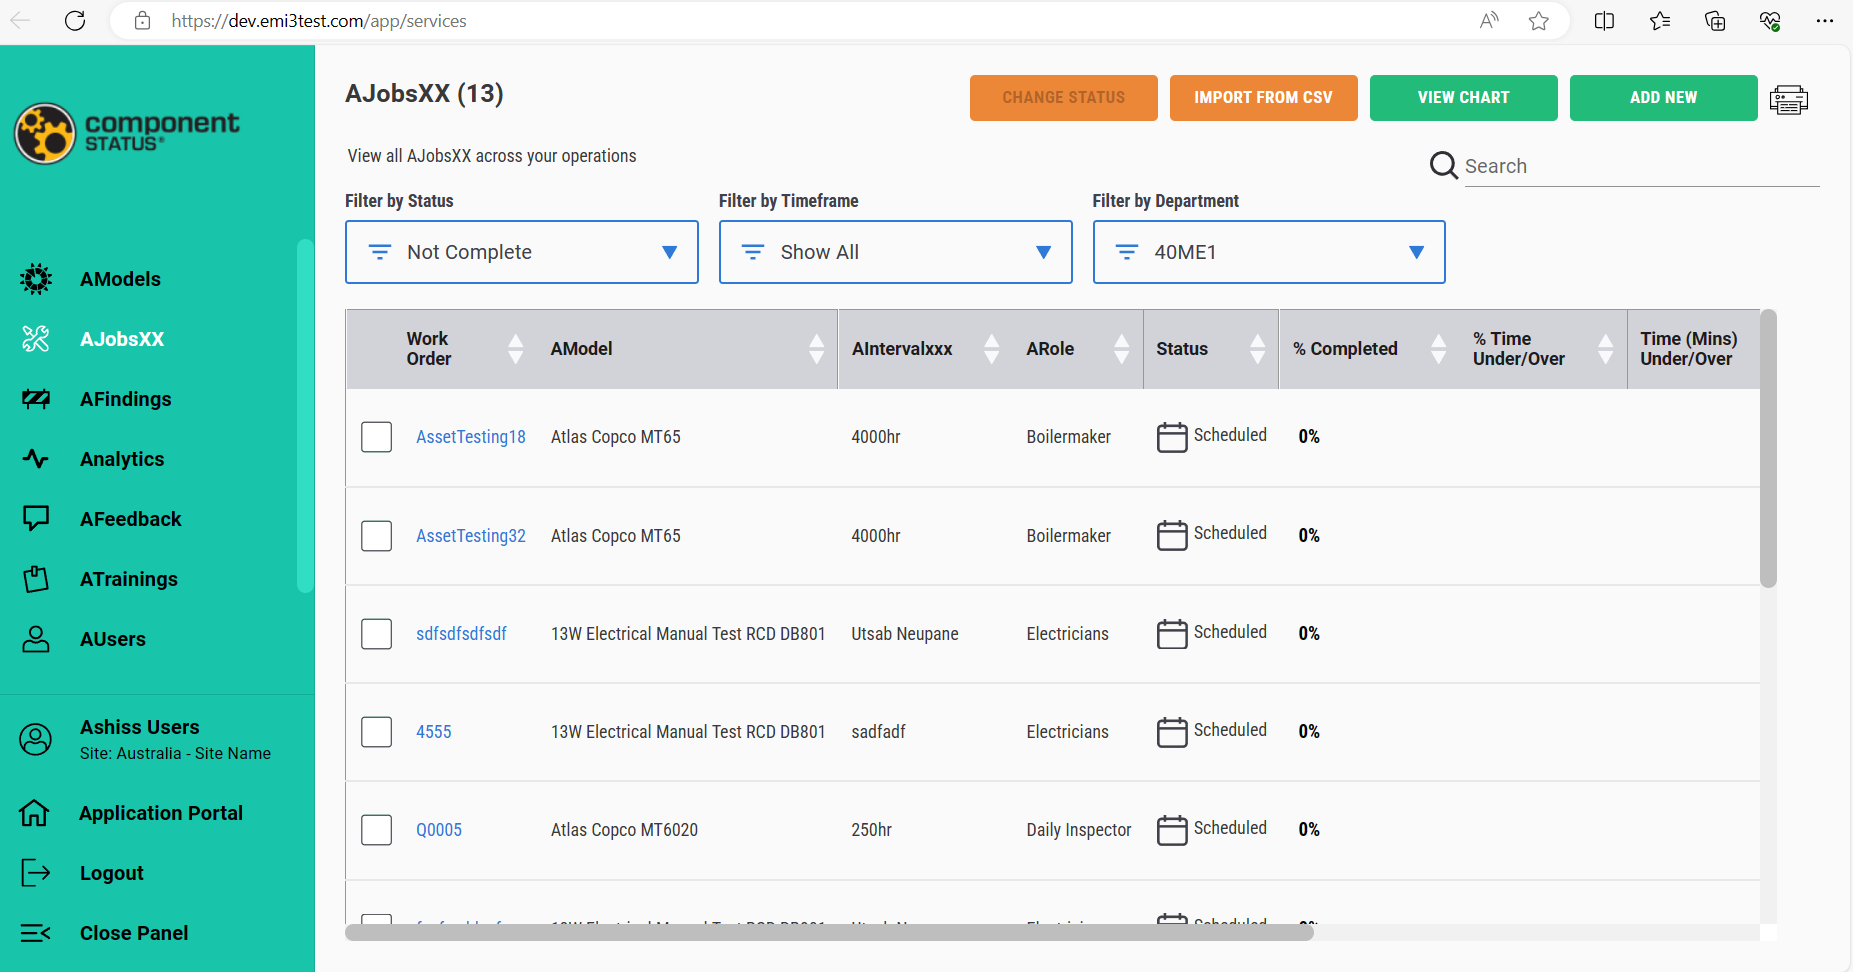 https://dev.emi3test.com/app/services
component
STATUS®
AModels
AJobsXX
AFindings
Analytics
AFeedback
ATrainings
AUsers
Ashiss Users
Site: Australia - Site Name
Application Portal
Logout
Close Panel
AJobsXX (13)
CHANGE STATUS
IMPORT FROM CSV
VIEW CHART
ADD NEW
View all AJobsXX across your operations
Search
Filter by Status
Filter by Timeframe
Filter by Department
Not Complete
Show All
40ME1
Work Order
AModel
AIntervalxxx
ARole
Status
% Completed
% Time Under/Over
Time (Mins) Under/Over
AssetTesting18 Atlas Copco MT65 4000hr Boilermaker Scheduled 0%
AssetTesting32 Atlas Copco MT65 4000hr Boilermaker Scheduled 0%
sdfsdfsdfsdf 13W Electrical Manual Test RCD DB801 Utsab Neupane Electricians Scheduled 0%
4555 13W Electrical Manual Test RCD DB801 sadfadf Electricians Scheduled 0%
Q0005 Atlas Copco MT6020 250hr Daily Inspector Scheduled 0%